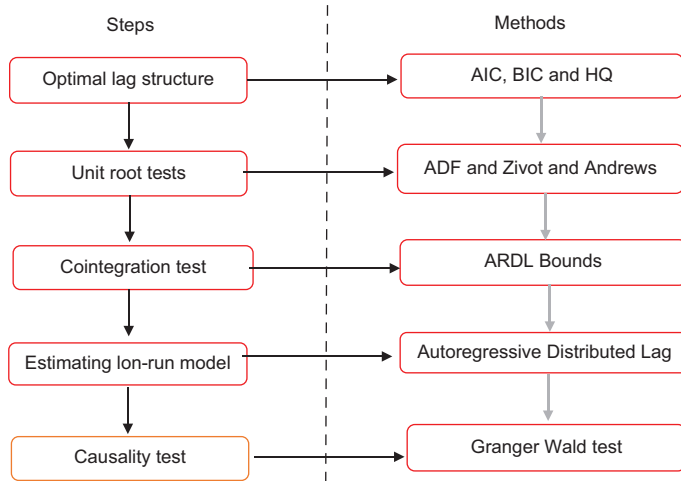 Steps
Methods
Optimal lag structure
AIC, BIC and HQ
Unit root tests
ADF and Zivot and Andrews
Cointegration test
ARDL Bounds
Estimating lon-run model
Autoregressive Distributed Lag
Causality test
Granger Wald test